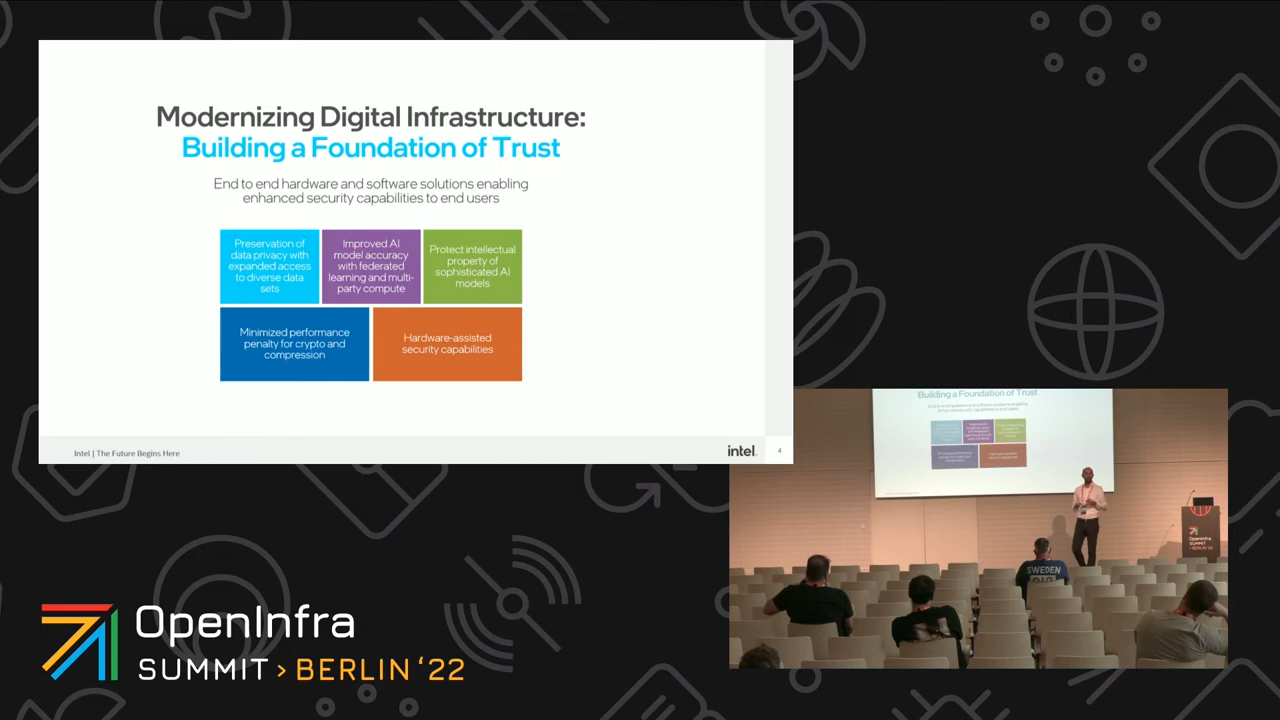 Modernizing Digital Infrastructure:
Building a Foundation of Trust
End to end hardware and software solutions enabling
enhanced security capabilities to end users
Preservation of
data privacy with
expanded access
to diverse data
sets
Improved AI
model accuracy
with federated
learning and multi-
party compute
Protect intellectual
property of
sophisticated AI
models
Minimized performance
penalty for crypto and
compression
Hardware-assisted
security capabilities
Intel | The Future Begins Here
intel.
4
Building a Foundation of Trust
SWEDEN
OpenInfra
SUMMIT
BERLIN '22
OpenInfra
SUMMIT > BERLIN '22